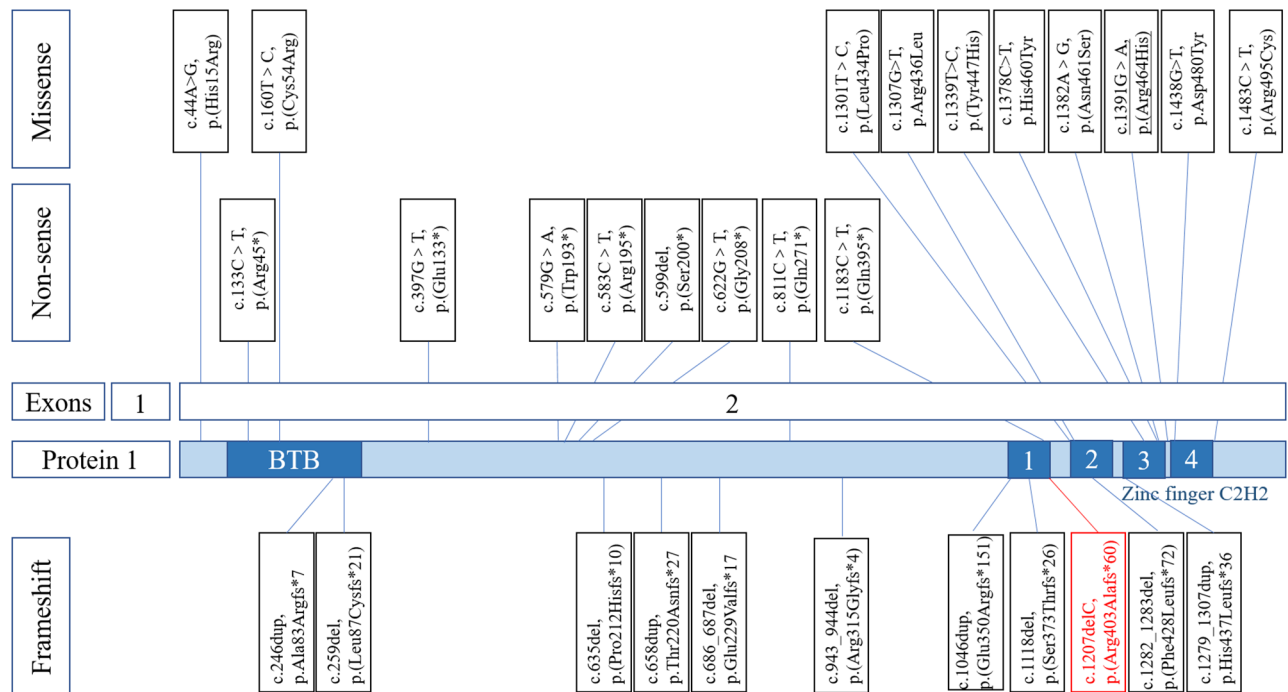 Missense
c.44A>G,
p.(His15Arg)
c.160T > C,
p.(Cys54Arg)
c.1301T > C,
p.(Leu434Pro)
c.1307G>T,
p.Arg436Leu
c.1339T>C,
p.(Tyr447His)
c.1378C>T,
p.His460Tyr
c.1382A > G,
p.(Asn461Ser)
c.1391G > A,
p.(Arg464His)
c.1438G>T,
p.Asp480Tyr
c.1483C > T,
p.(Arg495Cys)
Non-sense
c.133C > T,
p.(Arg45*)
c.397G > T,
p.(Glu133*)
c.579G > A,
p.(Trp193*)
c.583C > T,
p.(Arg195*)
c.599del,
p.(Ser200*)
c.622G > T,
p.(Gly208*)
c.811C > T,
p.(Gln271*)
c.1183C > T,
p.(Gln395*)
Exons
1
2
Protein 1
BTB
1
2
3
4
Zinc finger C2H2
Frameshift
c.246dup,
p.Ala83Argfs*7
c.259del,
p.(Leu87Cysfs*21)
c.635del,
p.(Pro212Hisfs*10)
c.658dup,
p.Thr220Asnfs*27
c.686_687del,
p.Glu229Valfs*17
c.943_944del,
p.(Arg315Glyfs*4)
c.1046dup,
p.(Glu350Argfs*151)
c.1118del,
p.(Ser373Thrfs*26)
c.1207delC,
p.(Arg403Alafs*60)
c.1282_1283del,
p.(Phe428Leufs*72)
c.1279_1307dup,
p.His437Leufs*36